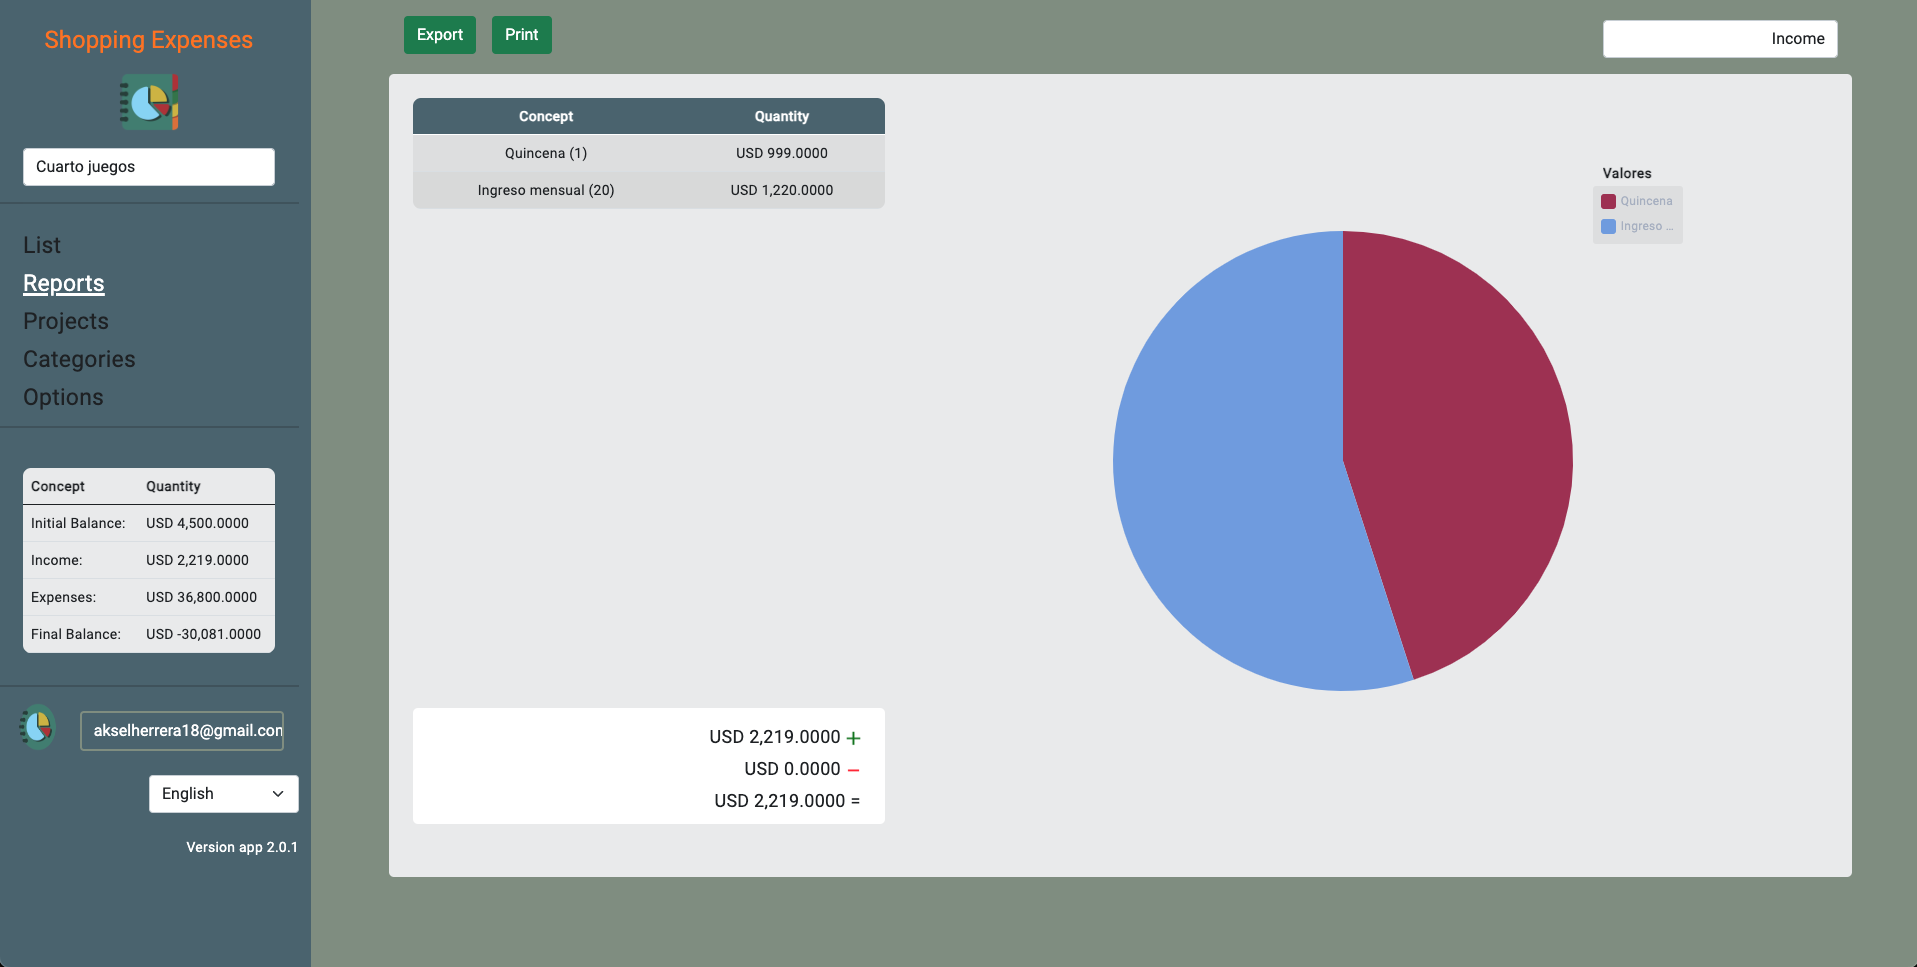 Shopping Expenses
Cuarto juegos
List
Reports
Projects
Categories
Options
Concept Quantity
Initial Balance: USD 4,500.0000
Income: USD 2,219.0000
Expenses: USD 36,800.0000
Final Balance: USD -30,081.0000
akselherrera18@gmail.con
English
Version app 2.0.1
Export Print Income
Concept Quantity
Quincena (1) USD 999.0000
Ingreso mensual (20) USD 1,220.0000
USD 2,219.0000 +
USD 0.0000 −
USD 2,219.0000 =
Valores
Quincena
Ingreso ...